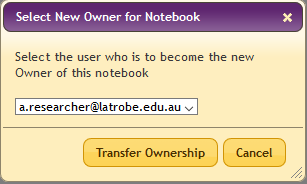 Select New Owner for Notebook
Select the user who is to become the new
Owner of this notebook
a.researcher@latrobe.edu.au
Transfer Ownership Cancel